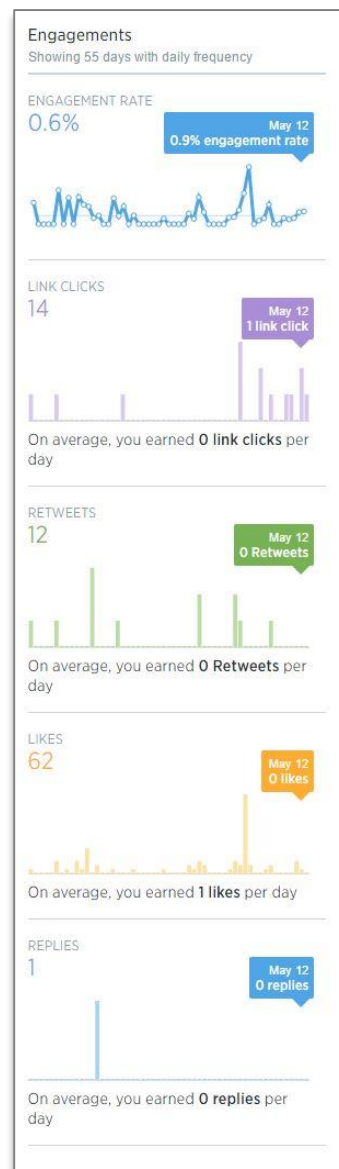 Engagements
Showing 55 days with daily frequency
ENGAGEMENT RATE
0.6%
May 12
0.9% engagement rate
LINK CLICKS
14
May 12
1 link click
On average, you earned 0 link clicks per
day
RETWEETS
12
May 12
0 Retweets
On average, you earned 0 Retweets per
day
LIKES
62
May 12
0 likes
On average, you earned 1 likes per day
REPLIES
1
May 12
0 replies
On average, you earned 0 replies per
day